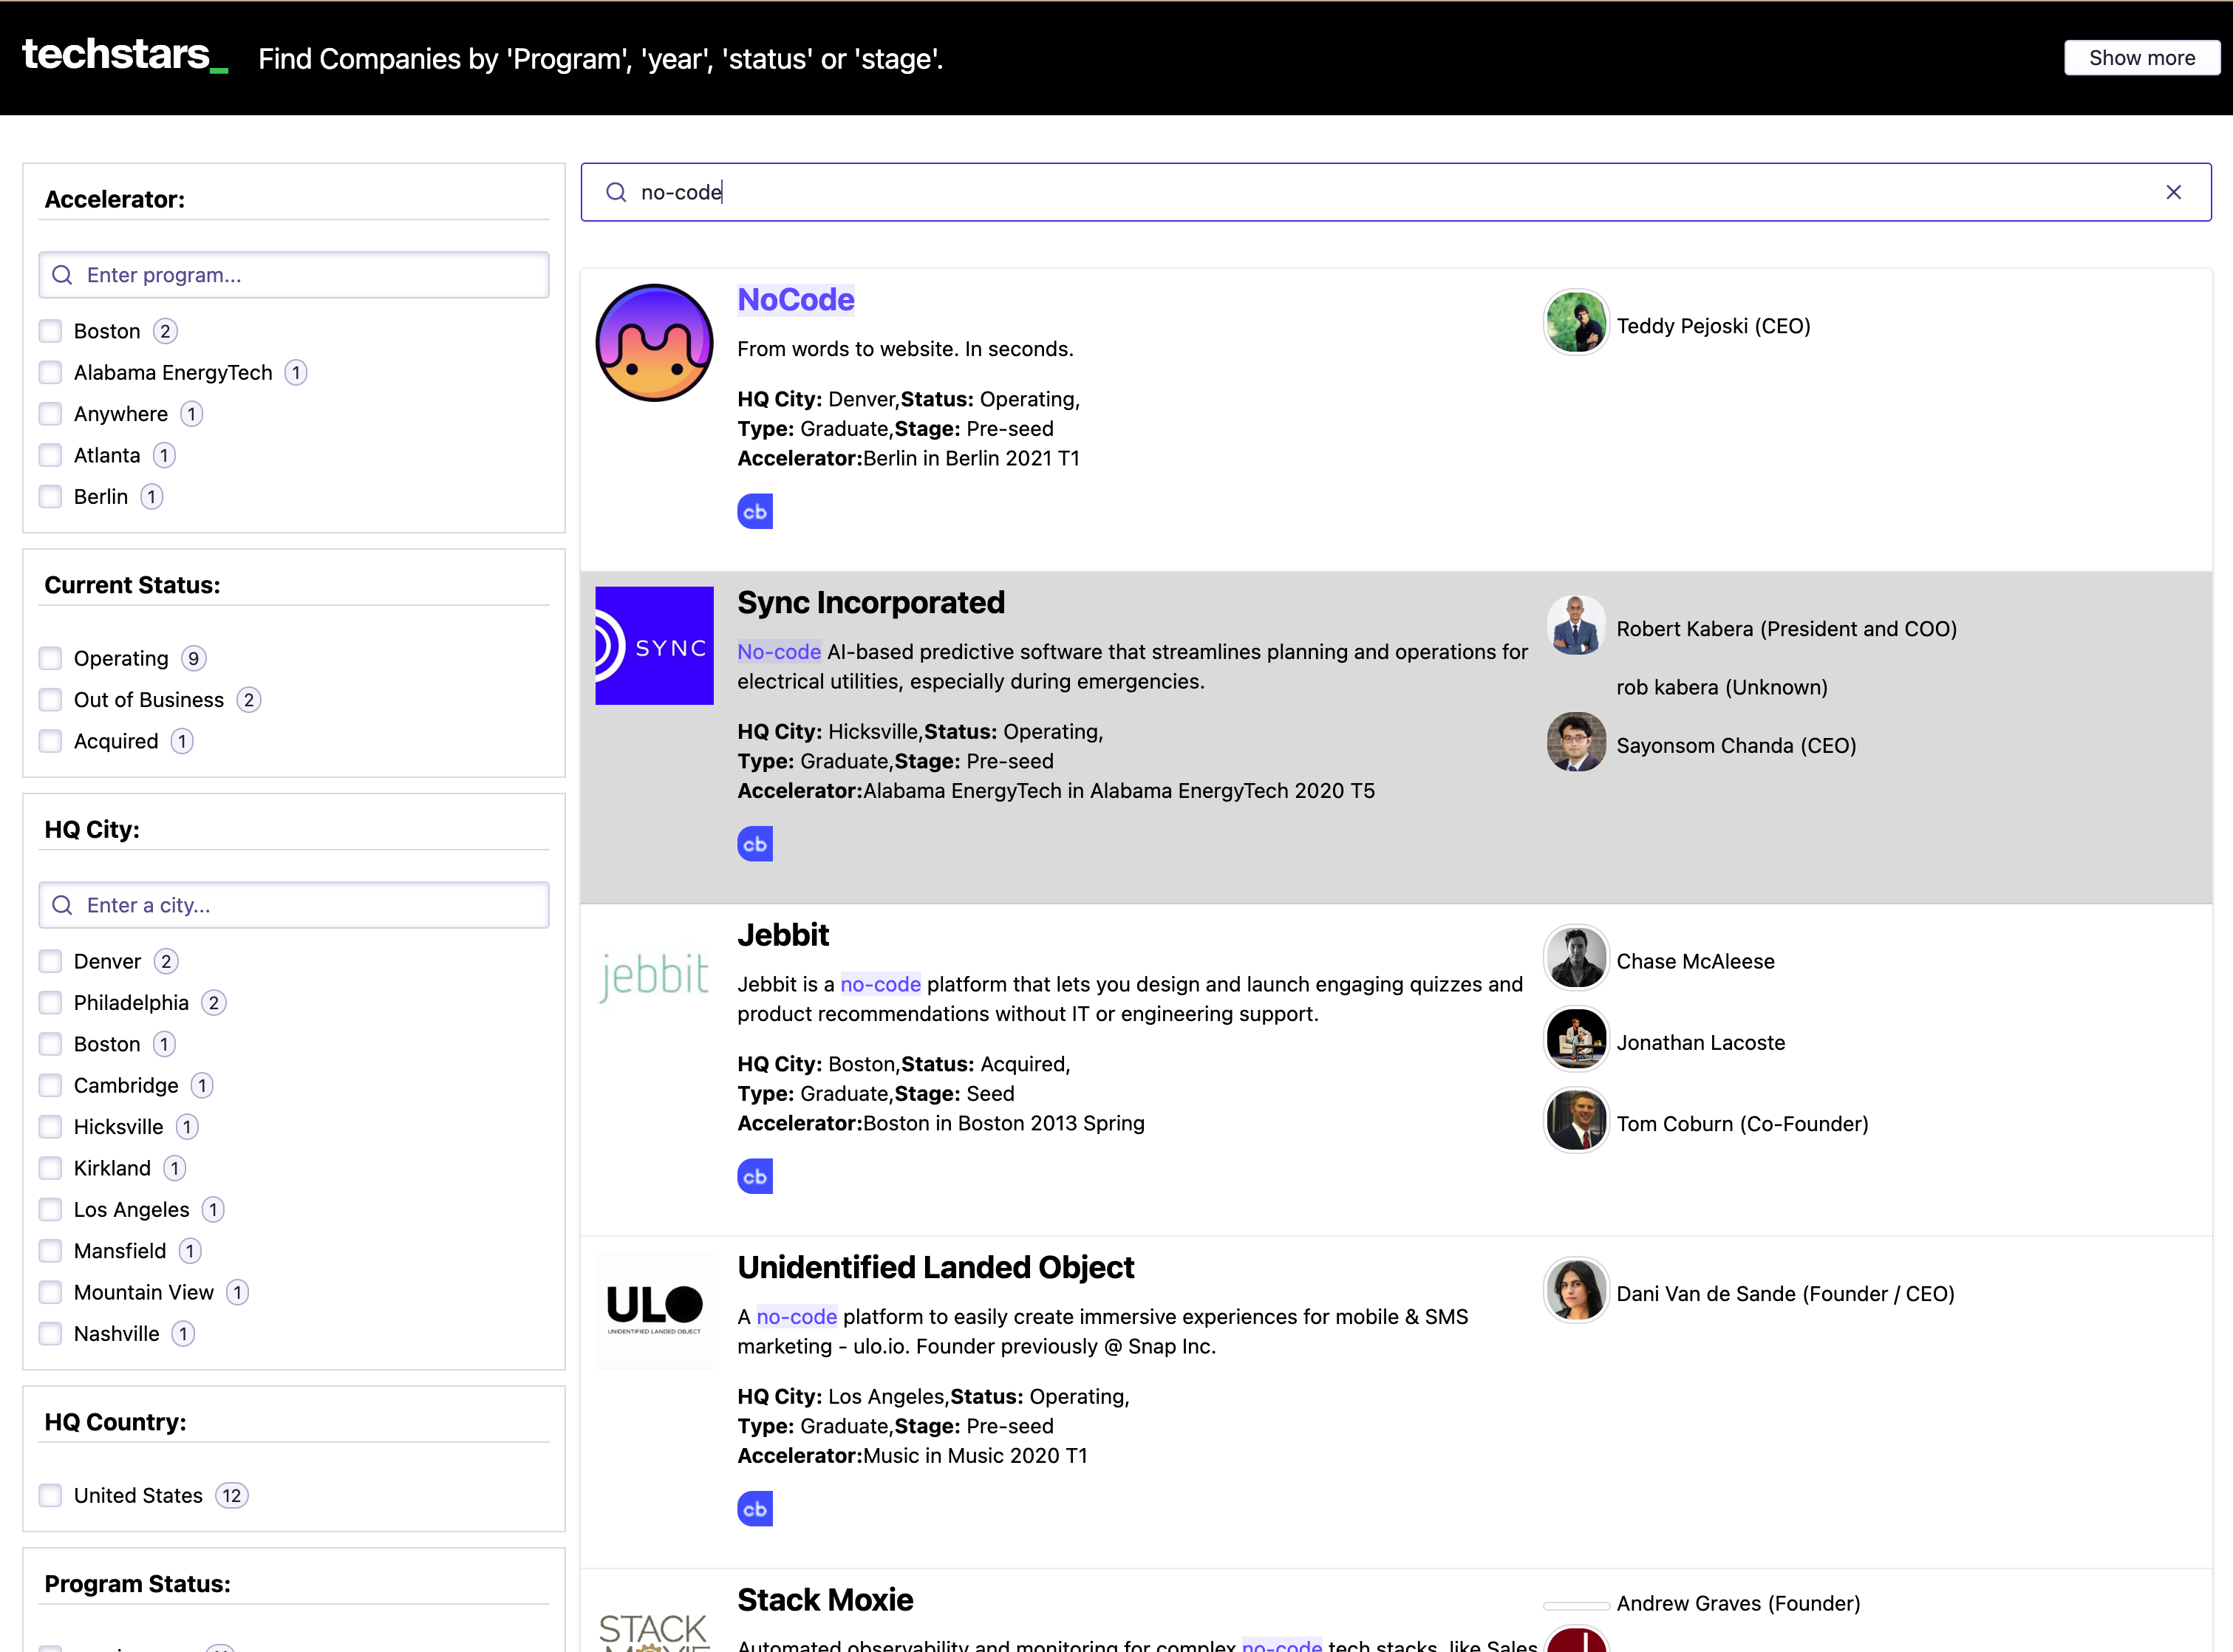 techstars_
Find Companies by 'Program', 'year', 'status' or 'stage'.
Show more
Accelerator:
Enter program...
Boston 2
Alabama EnergyTech 1
Anywhere 1
Atlanta 1
Berlin 1
Current Status:
Operating 9
Out of Business 2
Acquired 1
HQ City:
Enter a city...
Denver 2
Philadelphia 2
Boston 1
Cambridge 1
Hicksville 1
Kirkland 1
Los Angeles 1
Mansfield 1
Mountain View 1
Nashville 1
HQ Country:
United States 12
Program Status:
no-code
NoCode
From words to website. In seconds.
HQ City: Denver,Status: Operating,
Type: Graduate,Stage: Pre-seed
Accelerator:Berlin in Berlin 2021 T1
cb
Teddy Pejoski (CEO)
SYNC
Sync Incorporated
No-code AI-based predictive software that streamlines planning and operations for
electrical utilities, especially during emergencies.
HQ City: Hicksville,Status: Operating,
Type: Graduate,Stage: Pre-seed
Accelerator:Alabama EnergyTech in Alabama EnergyTech 2020 T5
cb
Robert Kabera (President and COO)
rob kabera (Unknown)
Sayonsom Chanda (CEO)
jebbit
Jebbit
Jebbit is a no-code platform that lets you design and launch engaging quizzes and
product recommendations without IT or engineering support.
HQ City: Boston,Status: Acquired,
Type: Graduate,Stage: Seed
Accelerator:Boston in Boston 2013 Spring
cb
Chase McAleese
Jonathan Lacoste
Tom Coburn (Co-Founder)
ULO
UNIDENTIFIED LANDED OBJECT
Unidentified Landed Object
A no-code platform to easily create immersive experiences for mobile & SMS
marketing - ulo.io. Founder previously @ Snap Inc.
HQ City: Los Angeles,Status: Operating,
Type: Graduate,Stage: Pre-seed
Accelerator:Music in Music 2020 T1
cb
Dani Van de Sande (Founder / CEO)
STACK
MOXIE
Stack Moxie
Automated observability and monitoring for complex no-code tech stacks, like Sales
Andrew Graves (Founder)